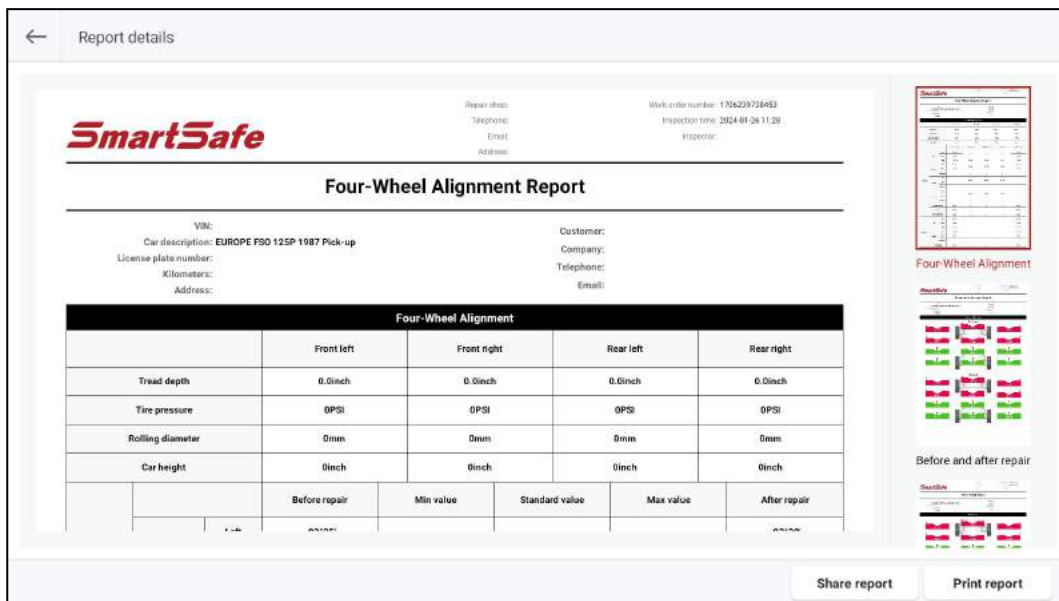 Report details
SmartSafe
Repair shop:
Telephone:
Email:
Address:
Work order number: 1706239738453
Inspection time: 2024-01-26 11:28
Inspector:
Four-Wheel Alignment Report
VIN:
Car description: EUROPE FSO 125P 1987 Pick-up
License plate number:
Kilometers:
Address:
Customer:
Company:
Telephone:
Email:
Four-Wheel Alignment
Front left Front right Rear left Rear right
Tread depth 0.0inch 0.0inch 0.0inch 0.0inch
Tire pressure 0PSI 0PSI 0PSI 0PSI
Rolling diameter 0mm 0mm 0mm 0mm
Car height 0inch 0inch 0inch 0inch
Before repair Min value Standard value Max value After repair
Left
Four-Wheel Alignment
Before and after repair
Share report Print report